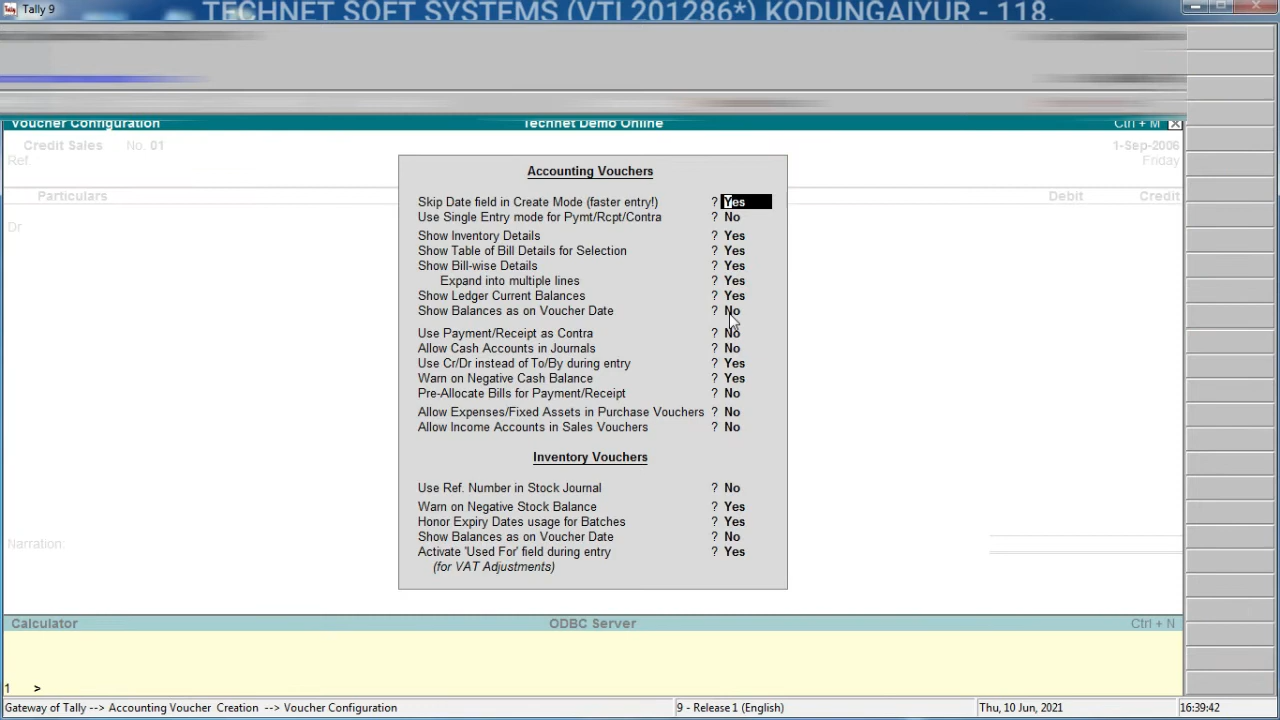 TECHNET SOFT SYSTEMS (VTI 201286*) KODUNGAIYUR - 118.
Tally 9
Voucher Configuration Technet Demo Online Ctrl + M
Credit Sales No. 01 1-Sep-2006
Ref. Friday
Particulars Debit Credit
Dr
Accounting Vouchers
Skip Date field in Create Mode (faster entry!) ? Yes
Use Single Entry mode for Pymt/Rcpt/Contra ? No
Show Inventory Details ? Yes
Show Table of Bill Details for Selection ? Yes
Show Bill-wise Details ? Yes
Expand into multiple lines ? Yes
Show Ledger Current Balances ? Yes
Show Balances as on Voucher Date ? No
Use Payment/Receipt as Contra ? No
Allow Cash Accounts in Journals ? No
Use Cr/Dr instead of To/By during entry ? Yes
Warn on Negative Cash Balance ? Yes
Pre-Allocate Bills for Payment/Receipt ? No
Allow Expenses/Fixed Assets in Purchase Vouchers ? No
Allow Income Accounts in Sales Vouchers ? No
Inventory Vouchers
Use Ref. Number in Stock Journal ? No
Warn on Negative Stock Balance ? Yes
Honor Expiry Dates usage for Batches ? Yes
Show Balances as on Voucher Date ? No
Activate 'Used For' field during entry ? Yes
(for VAT Adjustments)
Narration:
Calculator ODBC Server Ctrl + N
1 >
Gateway of Tally --> Accounting Voucher Creation --> Voucher Configuration 9 - Release 1 (English) Thu, 10 Jun, 2021 16:39:42